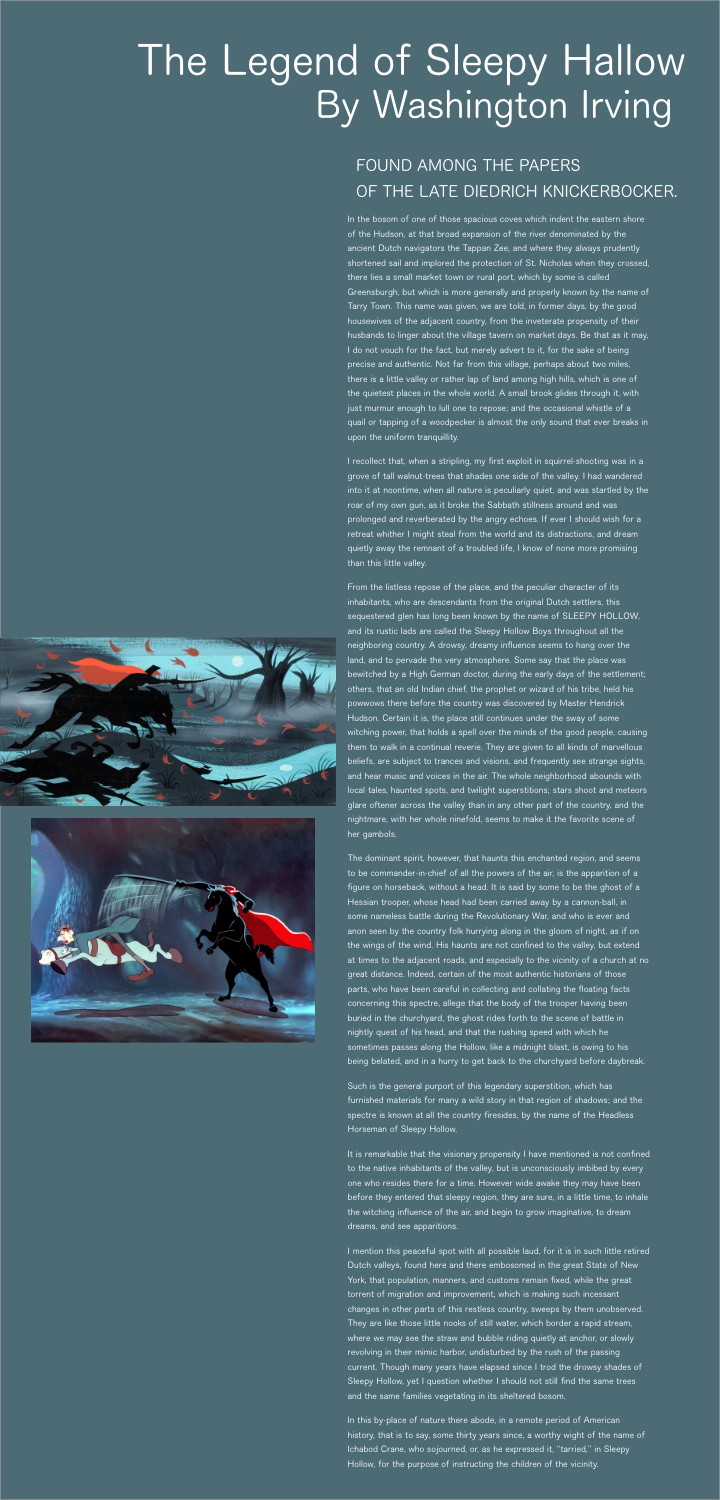 The Legend of Sleepy Hallow
By Washington Irving
FOUND AMONG THE PAPERS
OF THE LATE DIEDRICH KNICKERBOCKER.
In the bosom of one of those spacious coves which indent the eastern shore
of the Hudson, at that broad expansion of the river denominated by the
ancient Dutch navigators the Tappan Zee, and where they always prudently
shortened sail and implored the protection of St. Nicholas when they crossed,
there lies a small market town or rural port, which by some is called
Greensburgh, but which is more generally and properly known by the name of
Tarry Town. This name was given, we are told, in former days, by the good
housewives of the adjacent country, from the inveterate propensity of their
husbands to linger about the village tavern on market days. Be that as it may,
I do not vouch for the fact, but merely advert to it, for the sake of being
precise and authentic. Not far from this village, perhaps about two miles,
there is a little valley or rather lap of land among high hills, which is one of
the quietest places in the whole world. A small brook glides through it, with
just murmur enough to lull one to repose; and the occasional whistle of a
quail or tapping of a woodpecker is almost the only sound that ever breaks in
upon the uniform tranquillity.
I recollect that, when a stripling, my first exploit in squirrel-shooting was in a
grove of tall walnut-trees that shades one side of the valley. I had wandered
into it at noontime, when all nature is peculiarly quiet, and was startled by the
roar of my own gun, as it broke the Sabbath stillness around and was
prolonged and reverberated by the angry echoes. If ever I should wish for a
retreat whither I might steal from the world and its distractions, and dream
quietly away the remnant of a troubled life, I know of none more promising
than this little valley.
From the listless repose of the place, and the peculiar character of its
inhabitants, who are descendants from the original Dutch settlers, this
sequestered glen has long been known by the name of SLEEPY HOLLOW,
and its rustic lads are called the Sleepy Hollow Boys throughout all the
neighboring country. A drowsy, dreamy influence seems to hang over the
land, and to pervade the very atmosphere. Some say that the place was
bewitched by a High German doctor, during the early days of the settlement;
others, that an old Indian chief, the prophet or wizard of his tribe, held his
powwows there before the country was discovered by Master Hendrick
Hudson. Certain it is, the place still continues under the sway of some
witching power, that holds a spell over the minds of the good people, causing
them to walk in a continual reverie. They are given to all kinds of marvellous
beliefs, are subject to trances and visions, and frequently see strange sights,
and hear music and voices in the air. The whole neighborhood abounds with
local tales, haunted spots, and twilight superstitions; stars shoot and meteors
glare oftener across the valley than in any other part of the country, and the
nightmare, with her whole ninefold, seems to make it the favorite scene of
her gambols.
The dominant spirit, however, that haunts this enchanted region, and seems
to be commander-in-chief of all the powers of the air, is the apparition of a
figure on horseback, without a head. It is said by some to be the ghost of a
Hessian trooper, whose head had been carried away by a cannon-ball, in
some nameless battle during the Revolutionary War, and who is ever and
anon seen by the country folk hurrying along in the gloom of night, as if on
the wings of the wind. His haunts are not confined to the valley, but extend
at times to the adjacent roads, and especially to the vicinity of a church at no
great distance. Indeed, certain of the most authentic historians of those
parts, who have been careful in collecting and collating the floating facts
concerning this spectre, allege that the body of the trooper having been
buried in the churchyard, the ghost rides forth to the scene of battle in
nightly quest of his head, and that the rushing speed with which he
sometimes passes along the Hollow, like a midnight blast, is owing to his
being belated, and in a hurry to get back to the churchyard before daybreak.
Such is the general purport of this legendary superstition, which has
furnished materials for many a wild story in that region of shadows; and the
spectre is known at all the country firesides, by the name of the Headless
Horseman of Sleepy Hollow.
It is remarkable that the visionary propensity I have mentioned is not confined
to the native inhabitants of the valley, but is unconsciously imbibed by every
one who resides there for a time. However wide awake they may have been
before they entered that sleepy region, they are sure, in a little time, to inhale
the witching influence of the air, and begin to grow imaginative, to dream
dreams, and see apparitions.
I mention this peaceful spot with all possible laud, for it is in such little retired
Dutch valleys, found here and there embosomed in the great State of New
York, that population, manners, and customs remain fixed, while the great
torrent of migration and improvement, which is making such incessant
changes in other parts of this restless country, sweeps by them unobserved.
They are like those little nooks of still water, which border a rapid stream,
where we may see the straw and bubble riding quietly at anchor, or slowly
revolving in their mimic harbor, undisturbed by the rush of the passing
current. Though many years have elapsed since I trod the drowsy shades of
Sleepy Hollow, yet I question whether I should not still find the same trees
and the same families vegetating in its sheltered bosom.
In this by-place of nature there abode, in a remote period of American
history, that is to say, some thirty years since, a worthy wight of the name of
Ichabod Crane, who sojourned, or, as he expressed it, "tarried," in Sleepy
Hollow, for the purpose of instructing the children of the vicinity.